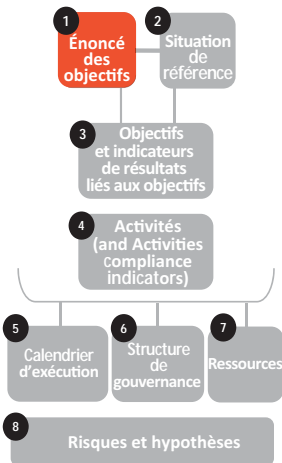 1
Énoncé
des
objectifs
2
Situation
de
référence
3
Objectifs
et indicateurs
de résultats
liés aux objectifs
4
Activités
(and Activities
compliance
indicators)
5
Calendrier
d'exécution
6
Structure
de
gouvernance
7
Ressources
8
Risques et hypothèses